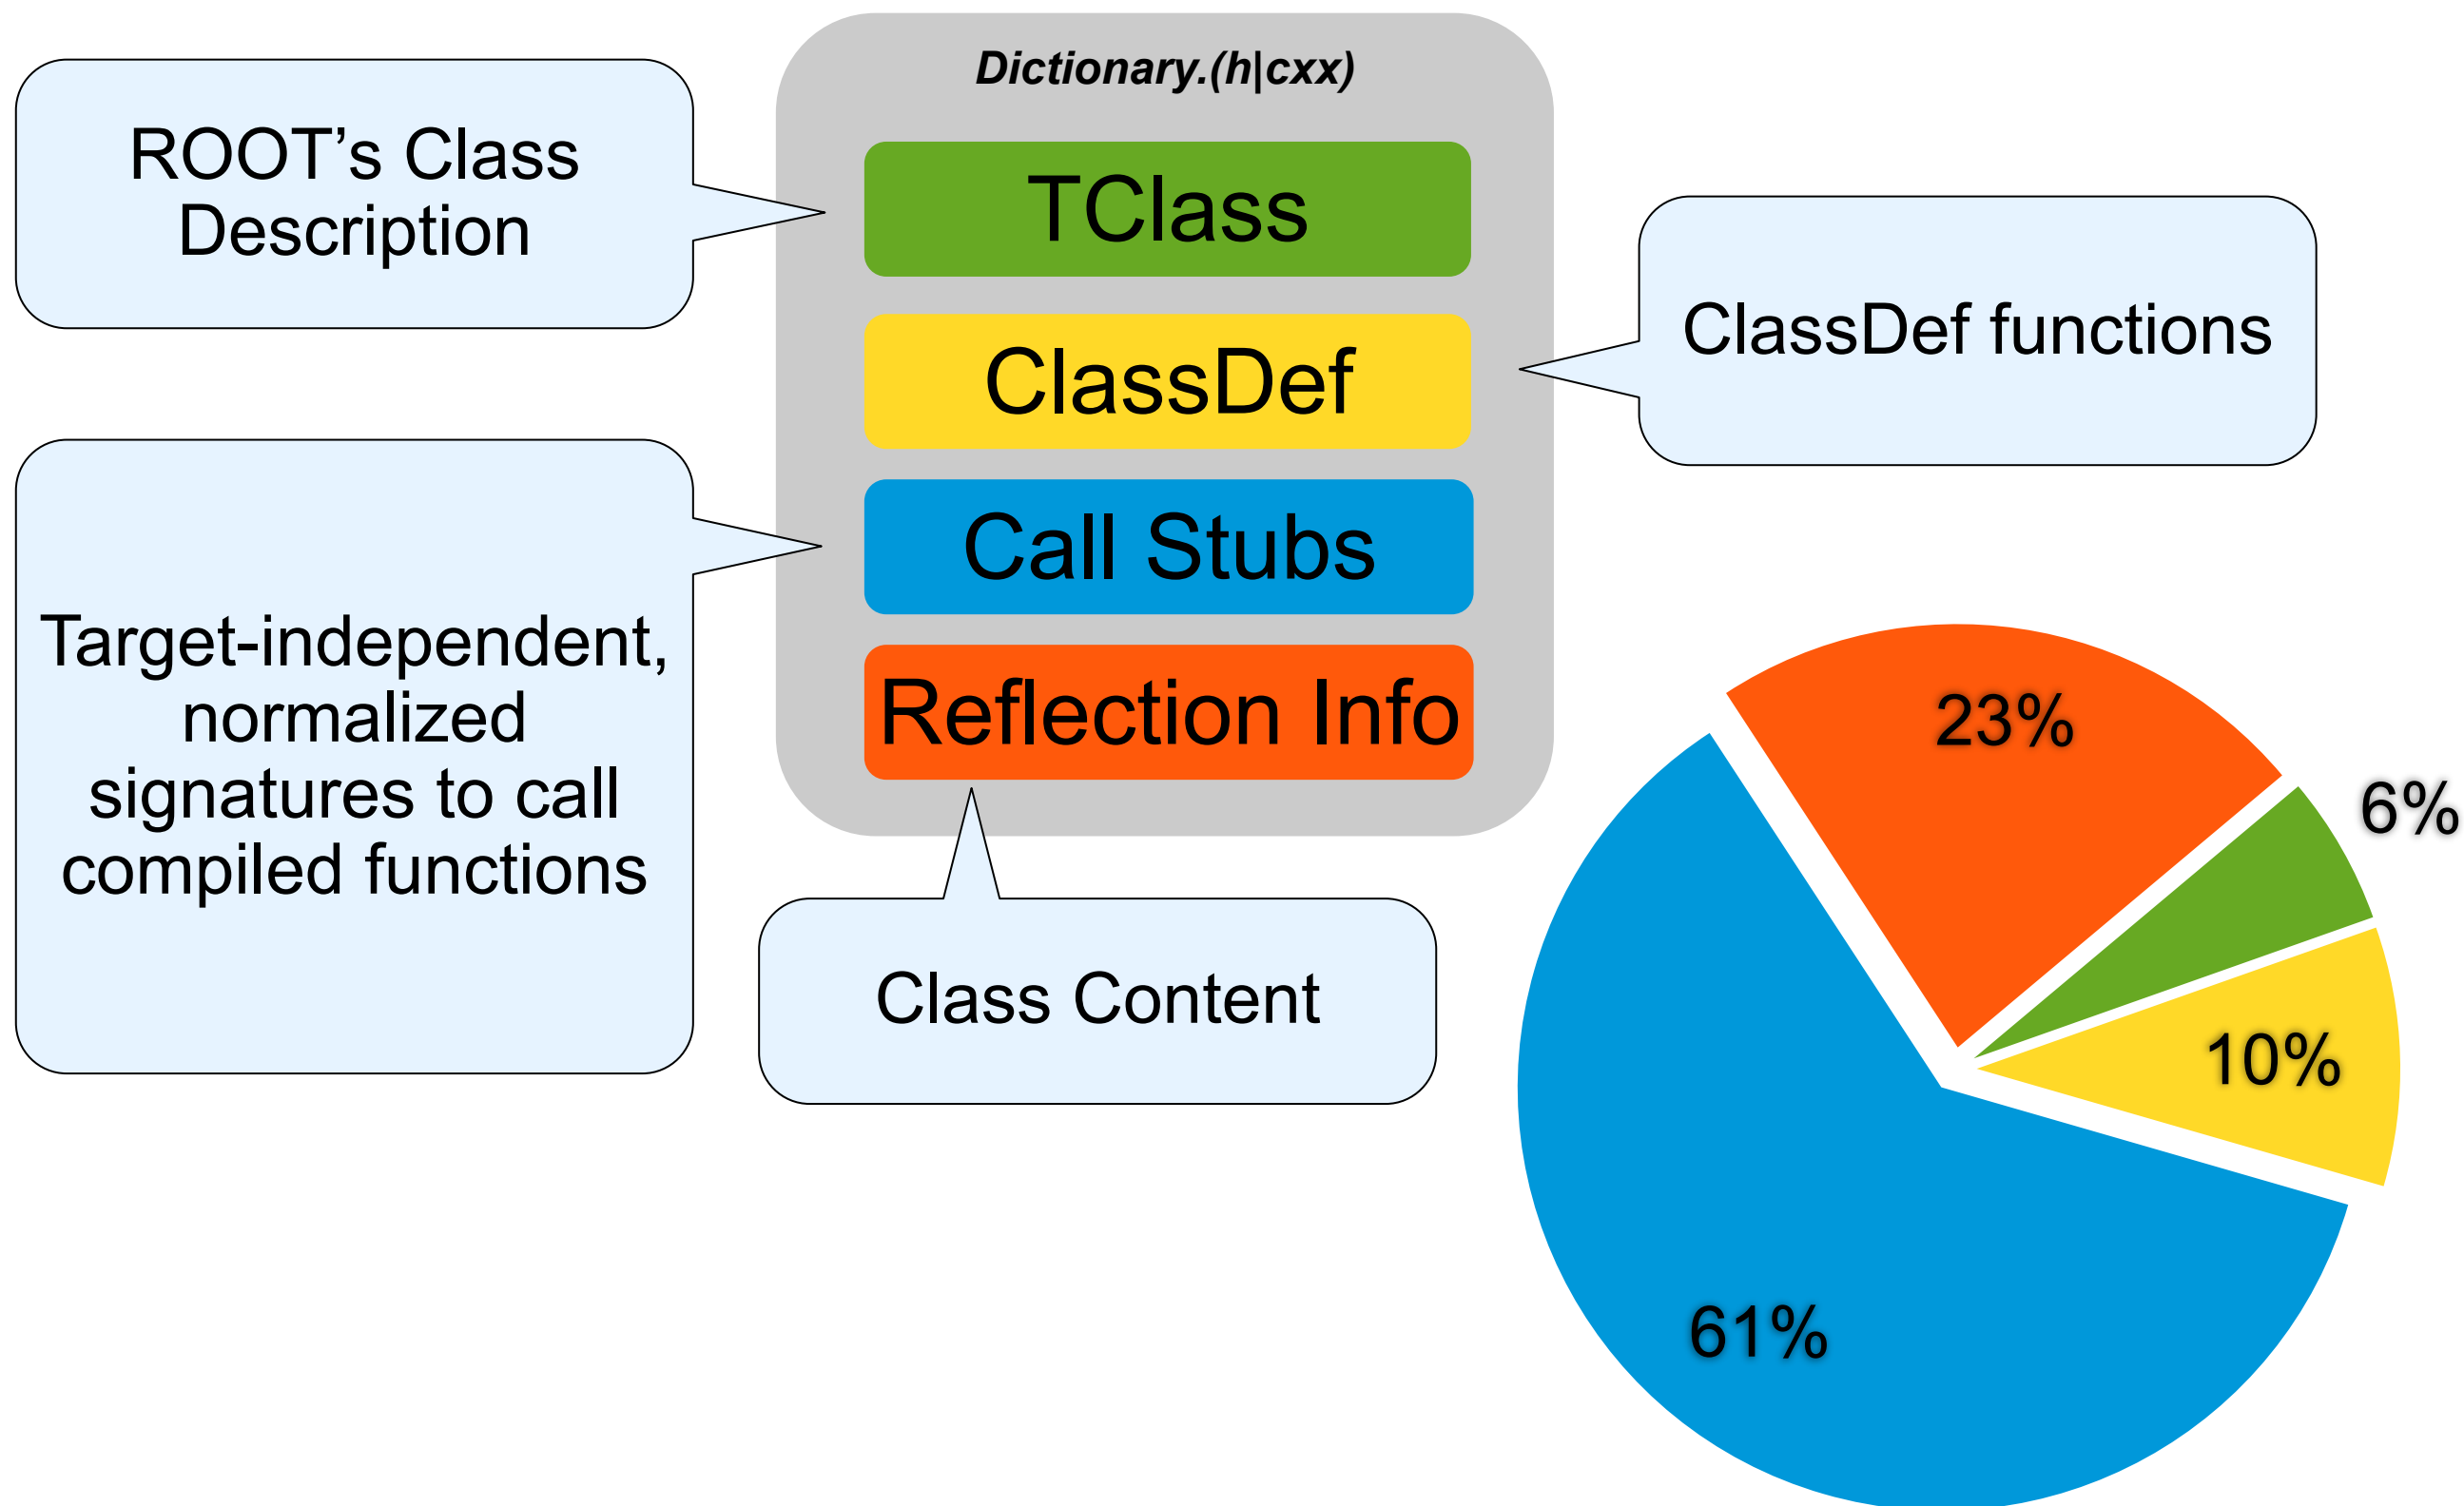 Dictionary.(h|cxx)
ROOT's Class
Description
TClass
ClassDef
ClassDef functions
Call Stubs
Target-independent,
normalized
signatures to call
compiled functions
Reflection Info
Class Content
23%
6%
10%
61%